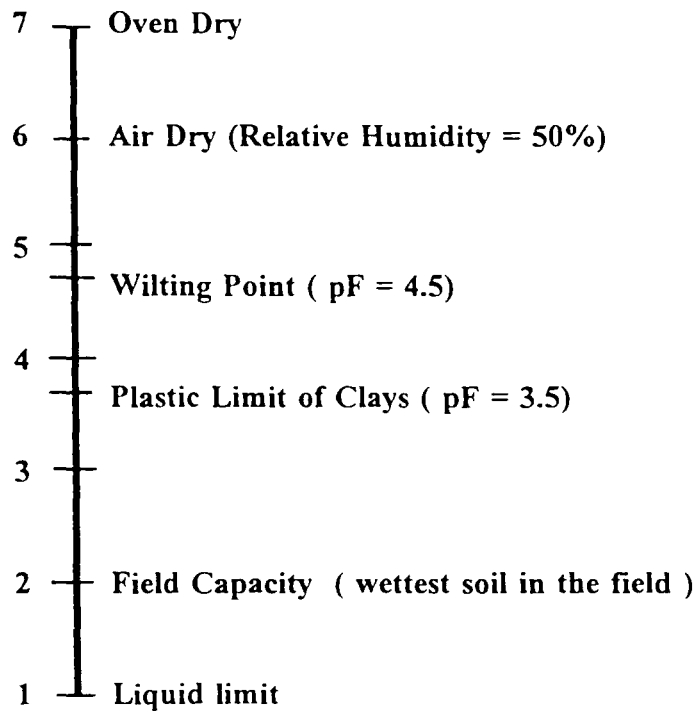 7 Oven Dry
6 Air Dry (Relative Humidity = 50%)
5
Wilting Point ( pF = 4.5)
4
Plastic Limit of Clays ( pF = 3.5)
3
2 Field Capacity ( wettest soil in the field )
1 Liquid limit